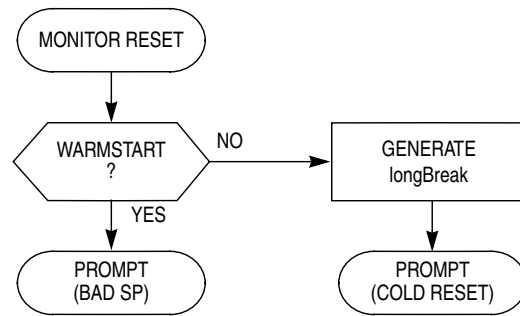 MONITOR RESET
WARMSTART
?
NO
GENERATE
longBreak
YES
PROMPT
(BAD SP)
PROMPT
(COLD RESET)